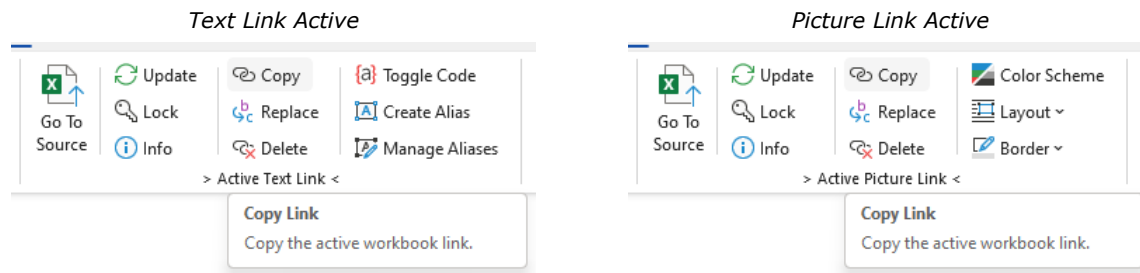 Text Link Active
Update
Copy
{a} Toggle Code
Go To
Source
Lock
Replace
Create Alias
Info
Delete
Manage Aliases
> Active Text Link <
Copy Link
Copy the active workbook link.
Picture Link Active
Update
Copy
Color Scheme
Go To
Source
Lock
Replace
Layout
Info
Delete
Border
> Active Picture Link <
Copy Link
Copy the active workbook link.